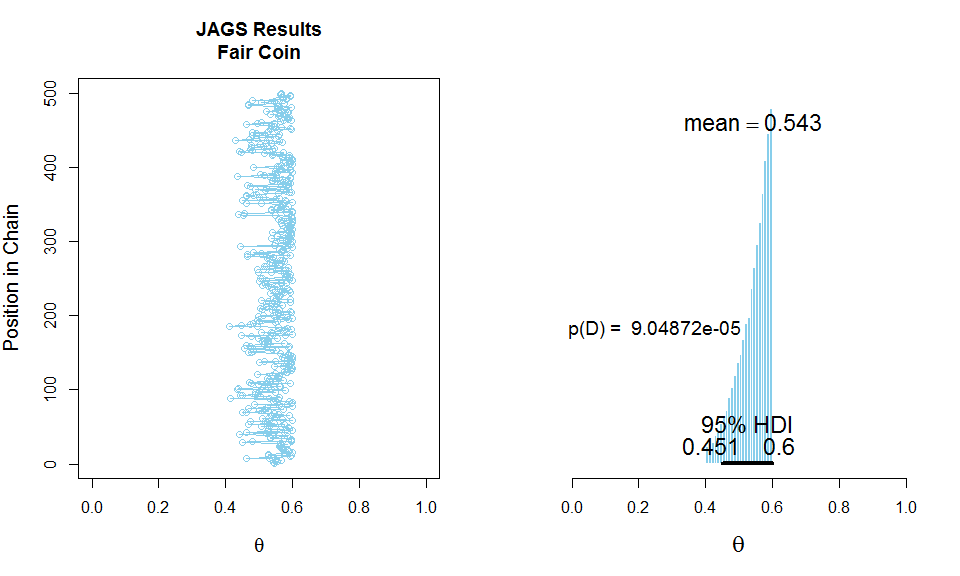 JAGS Results
Fair Coin
Position in Chain
500
400
300
200
100
0
0.0 0.2 0.4 0.6 0.8 1.0
θ
mean = 0.543
p(D) = 9.04872e-05
95% HDI
0.451 0.6
0.0 0.2 0.4 0.6 0.8 1.0
θ